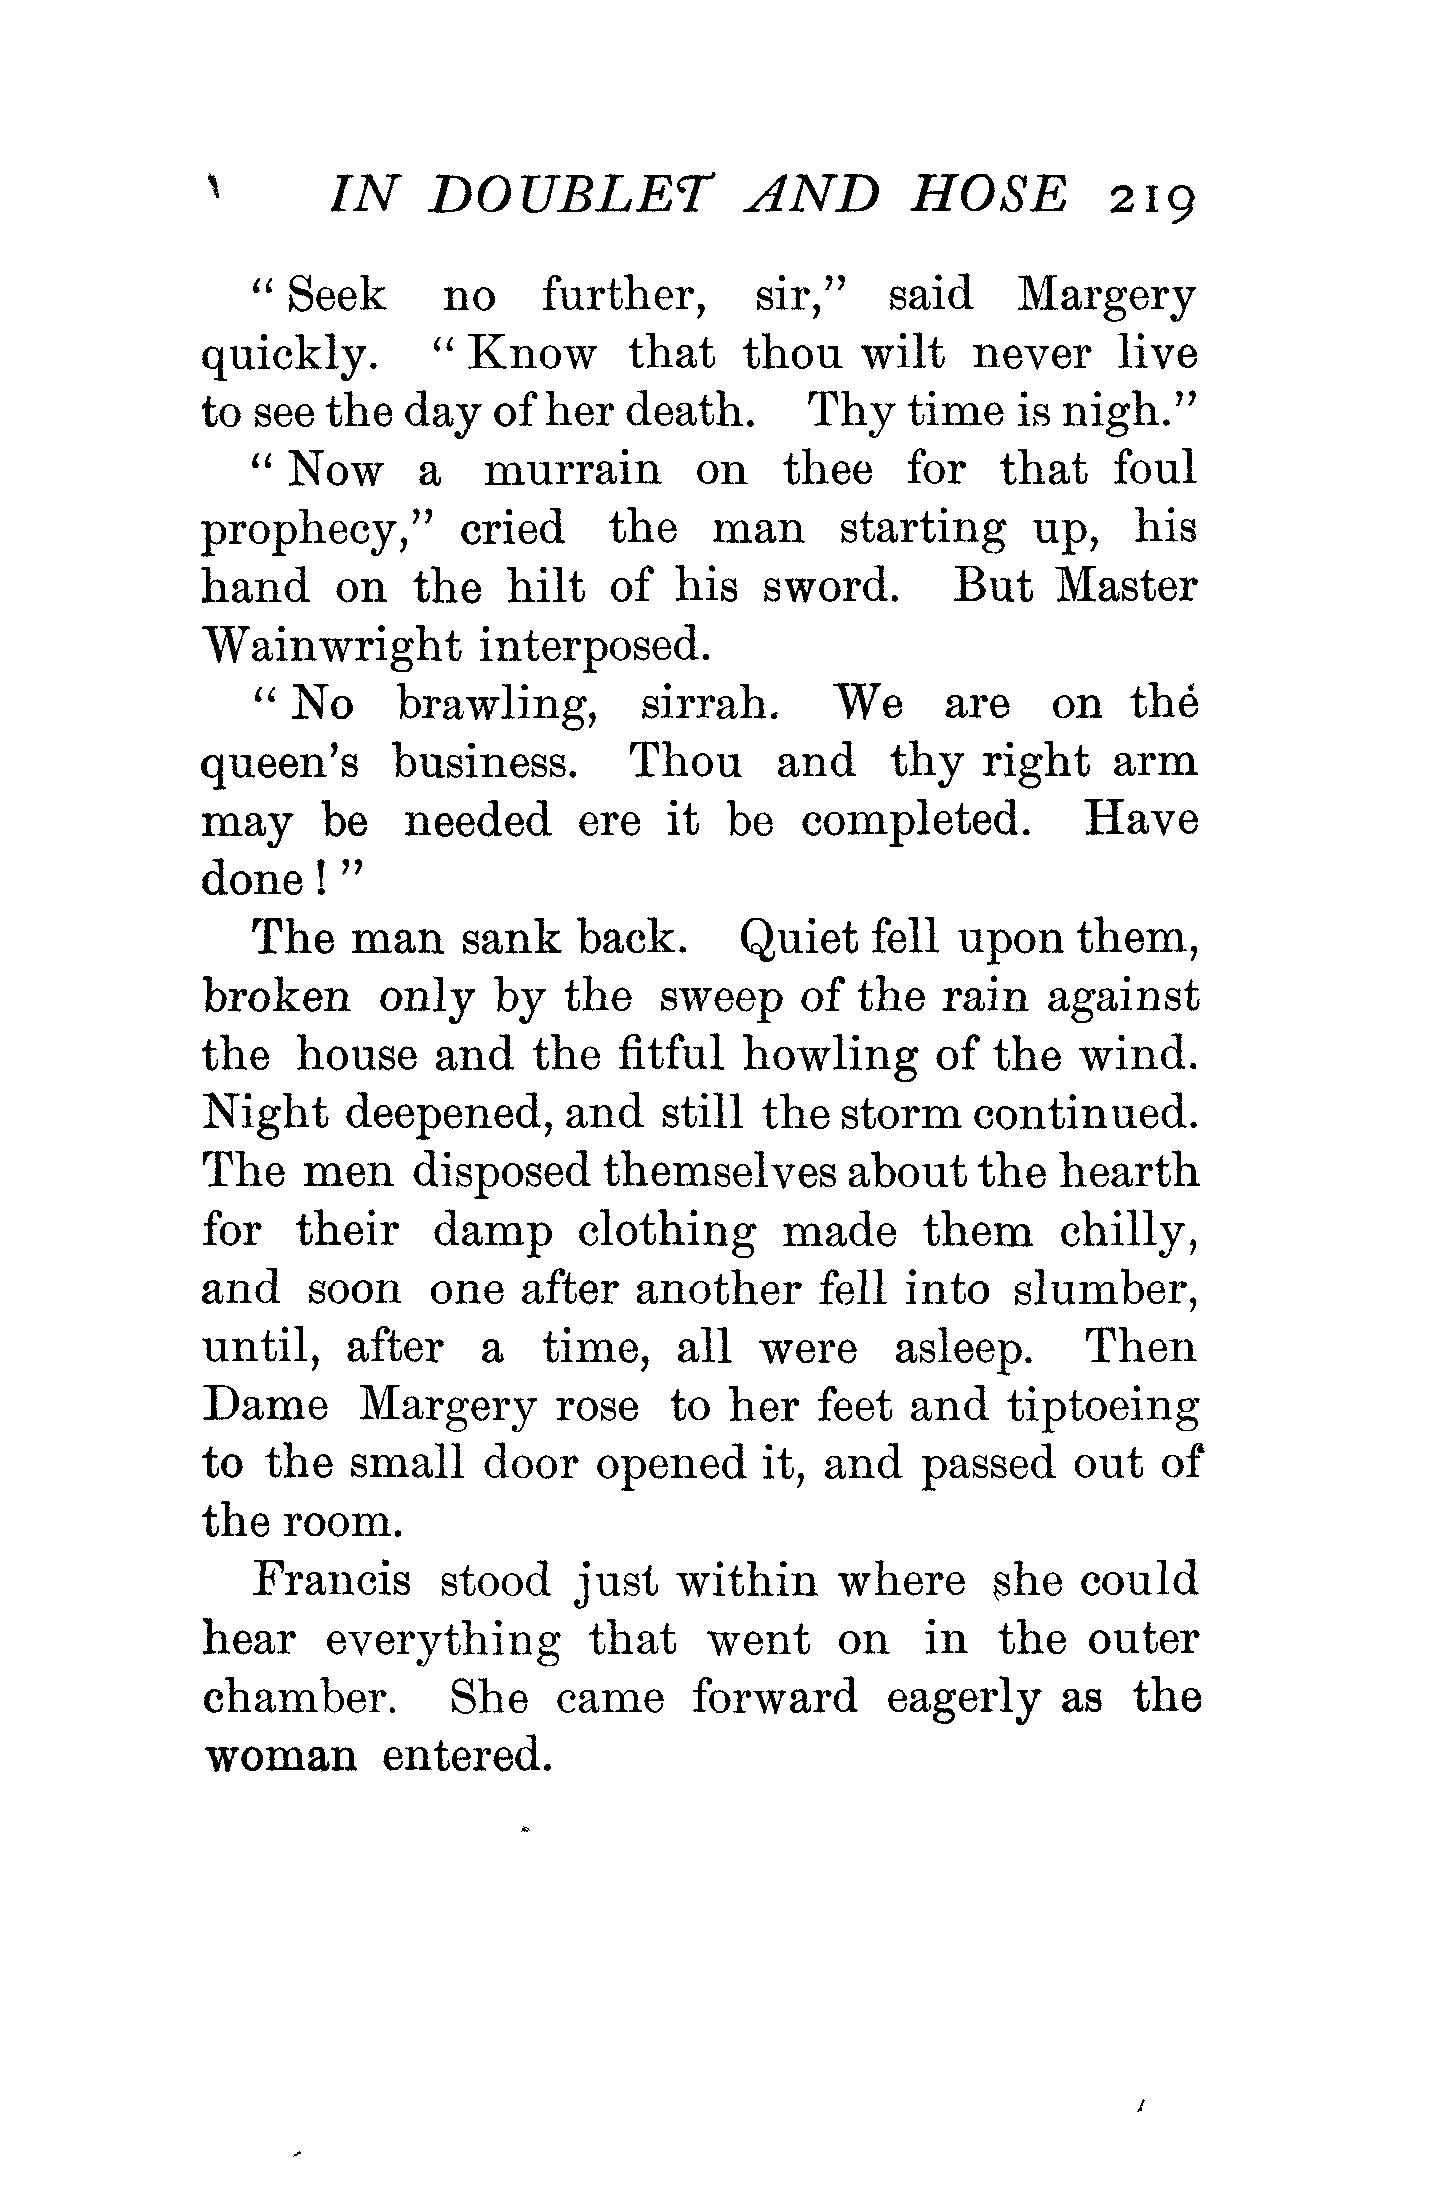 IN DOUBLET AND HOSE 219
“ Seek no further, sir,” said Margery
quickly. “ Know that thou wilt never live
to see the day of her death. Thy time is nigh.”
“ Now a murrain on thee for that foul
prophecy,” cried the man starting up, his
hand on the hilt of his sword. But Master
Wainwright interposed.
“ No brawling, sirrah. We are on the
queen’s business. Thou and thy right arm
may be needed ere it be completed. Have
done ! ”
The man sank back. Quiet fell upon them,
broken only by the sweep of the rain against
the house and the fitful howling of the wind.
Night deepened, and still the storm continued.
The men disposed themselves about the hearth
for their damp clothing made them chilly,
and soon one after another fell into slumber,
until, after a time, all were asleep. Then
Dame Margery rose to her feet and tiptoeing
to the small door opened it, and passed out of
the room.
Francis stood just within where she could
hear everything that went on in the outer
chamber. She came forward eagerly as the
woman entered.